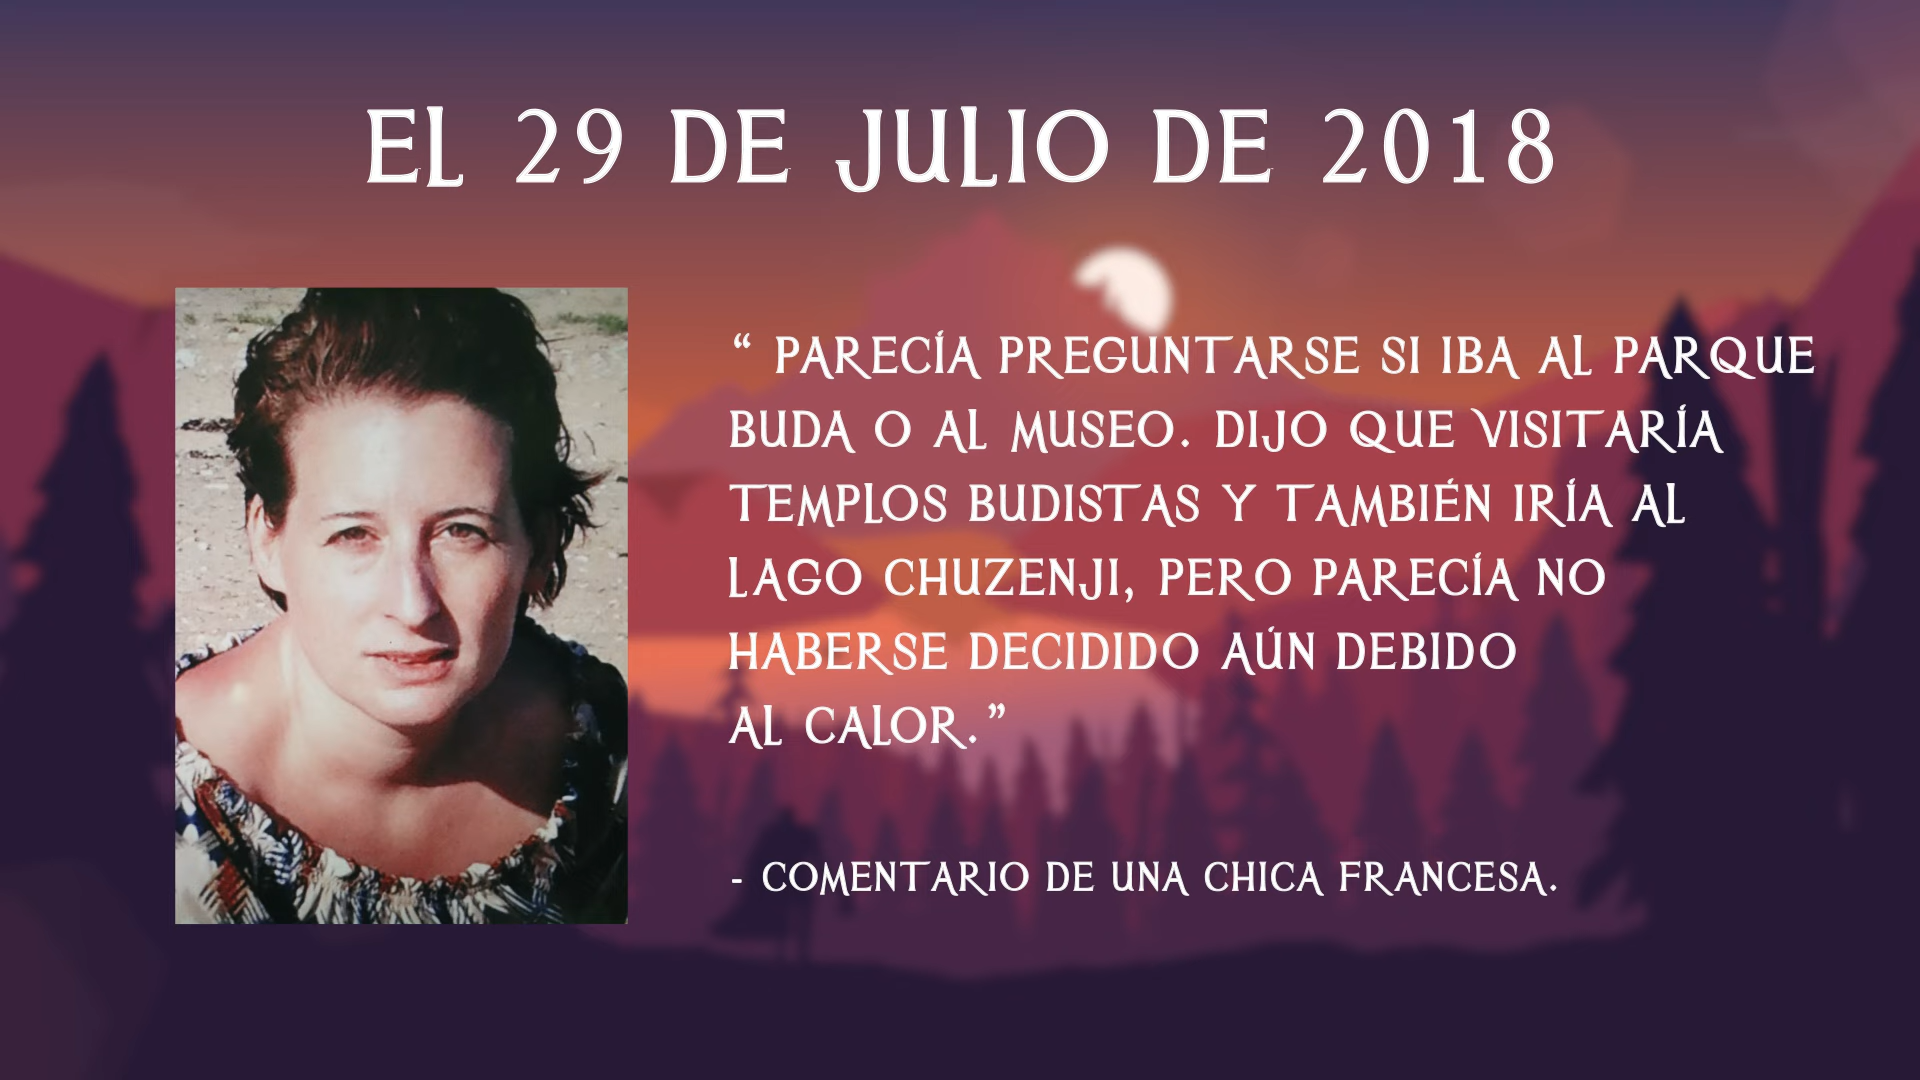 EL 29 DE JULIO DE 2018
“ PARECÍA PREGUNTARSE SI IBA AL PARQUE
BUDA O AL MUSEO. DIJO QUE VISITARÍA
TEMPLOS BUDISTAS Y TAMBIÉN IRÍA AL
LAGO CHUZENJI, PERO PARECÍA NO
HABERSE DECIDIDO AÚN DEBIDO
AL CALOR.”
- COMENTARIO DE UNA CHICA FRANCESA.